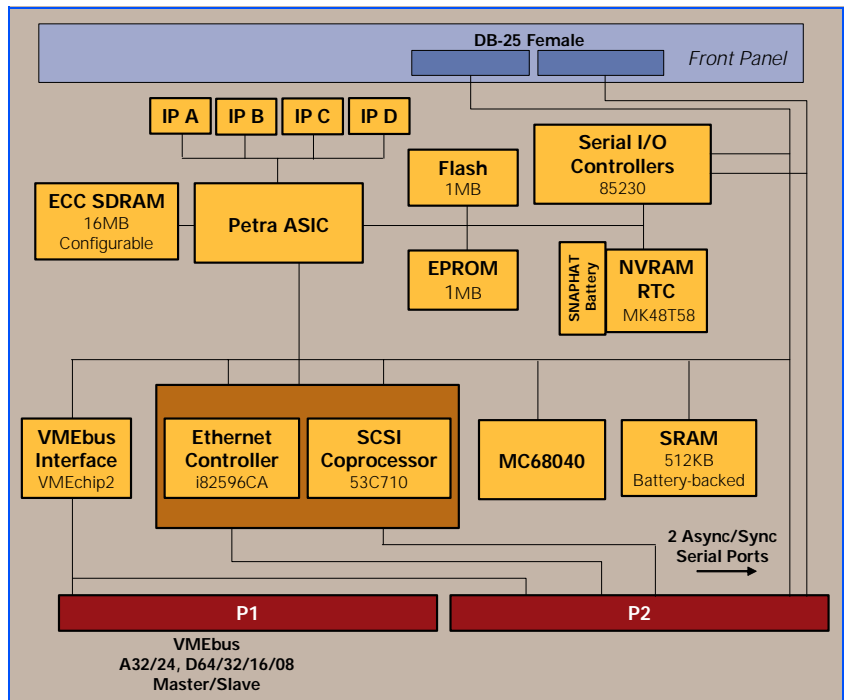 DB-25 Female
Front Panel
IP A
IP B
IP C
IP D
Serial I/O
Controllers
85230
Flash
1MB
ECC SDRAM
16MB
Configurable
Petra ASIC
EPROM
1MB
SNAPHAT
Battery
NVRAM
RTC
MK48T58
VMEbus
Interface
VMEchip2
Ethernet
Controller
i82596CA
SCSI
Coprocessor
53C710
MC68040
SRAM
512KB
Battery-backed
2 Async/Sync
Serial Ports
P1
P2
VMEbus
A32/24, D64/32/16/08
Master/Slave